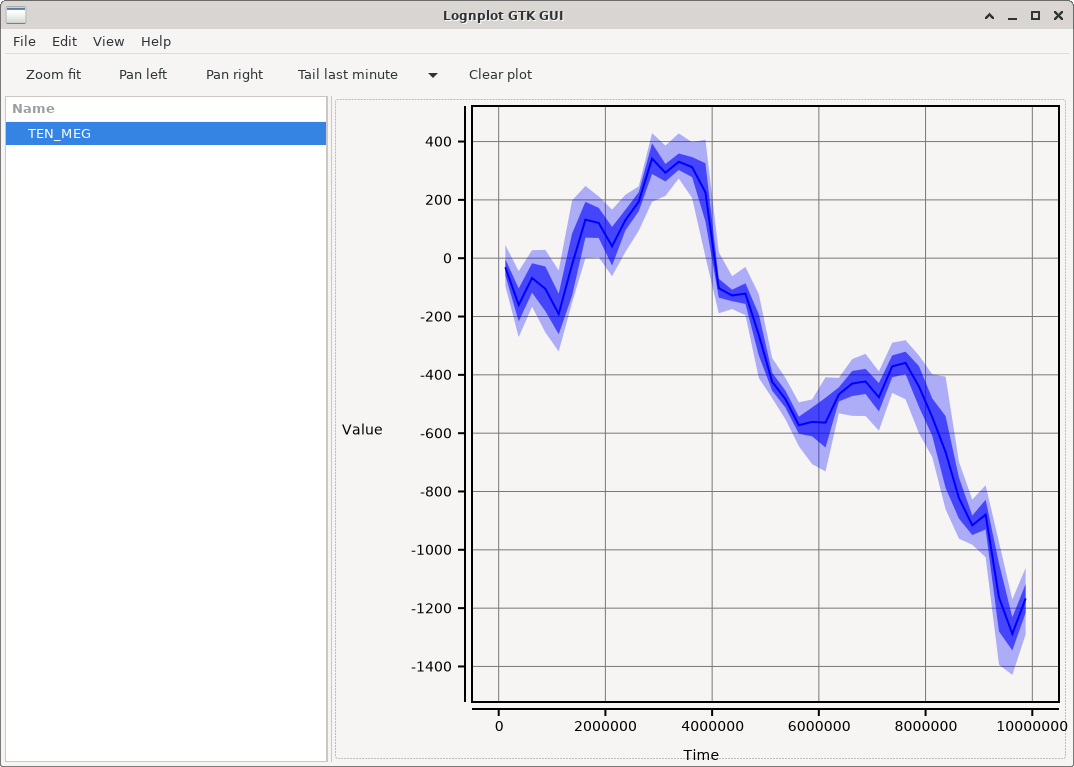 Lognplot GTK GUI
File Edit View Help
Zoom fit Pan left Pan right Tail last minute Clear plot
Name
TEN_MEG
400
200
0
-200
-400
Value
-600
-800
-1000
-1200
-1400
0 2000000 4000000 6000000 8000000 10000000
Time